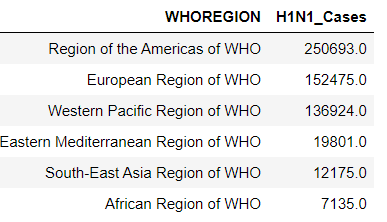 WHOREGION H1N1_Cases
Region of the Americas of WHO 250693.0
European Region of WHO 152475.0
Western Pacific Region of WHO 136924.0
Eastern Mediterranean Region of WHO 19801.0
South-East Asia Region of WHO 12175.0
African Region of WHO 7135.0